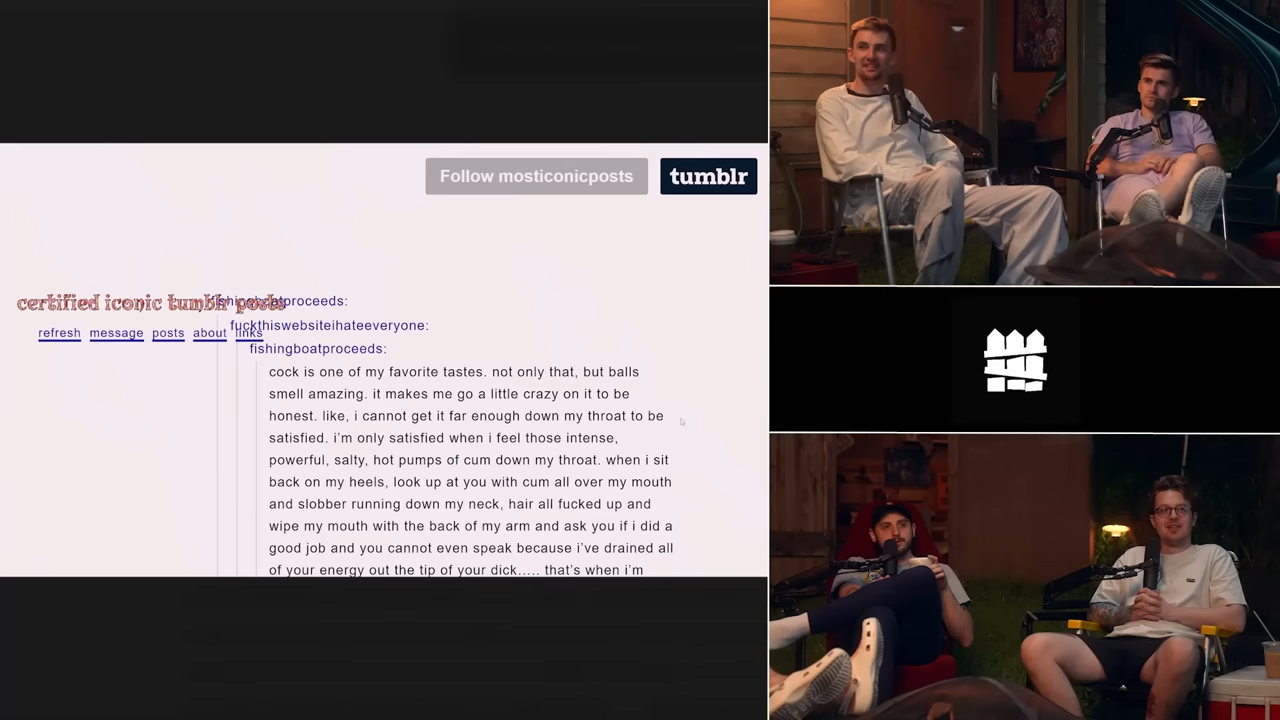 Follow mosticonicposts
tumblr
certified iconic tumblr posts
refresh message posts about links
fishingboatproceeds:
fuckthiswebsiteihateeveryone:
fishingboatproceeds:
cock is one of my favorite tastes. not only that, but balls
smell amazing. it makes me go a little crazy on it to be
honest. like, i cannot get it far enough down my throat to be
satisfied. i'm only satisfied when i feel those intense,
powerful, salty, hot pumps of cum down my throat. when i sit
back on my heels, look up at you with cum all over my mouth
and slobber running down my neck, hair all fucked up and
wipe my mouth with the back of my arm and ask you if i did a
good job and you cannot even speak because i've drained all
of your energy out the tip of your dick..... that's when i'm